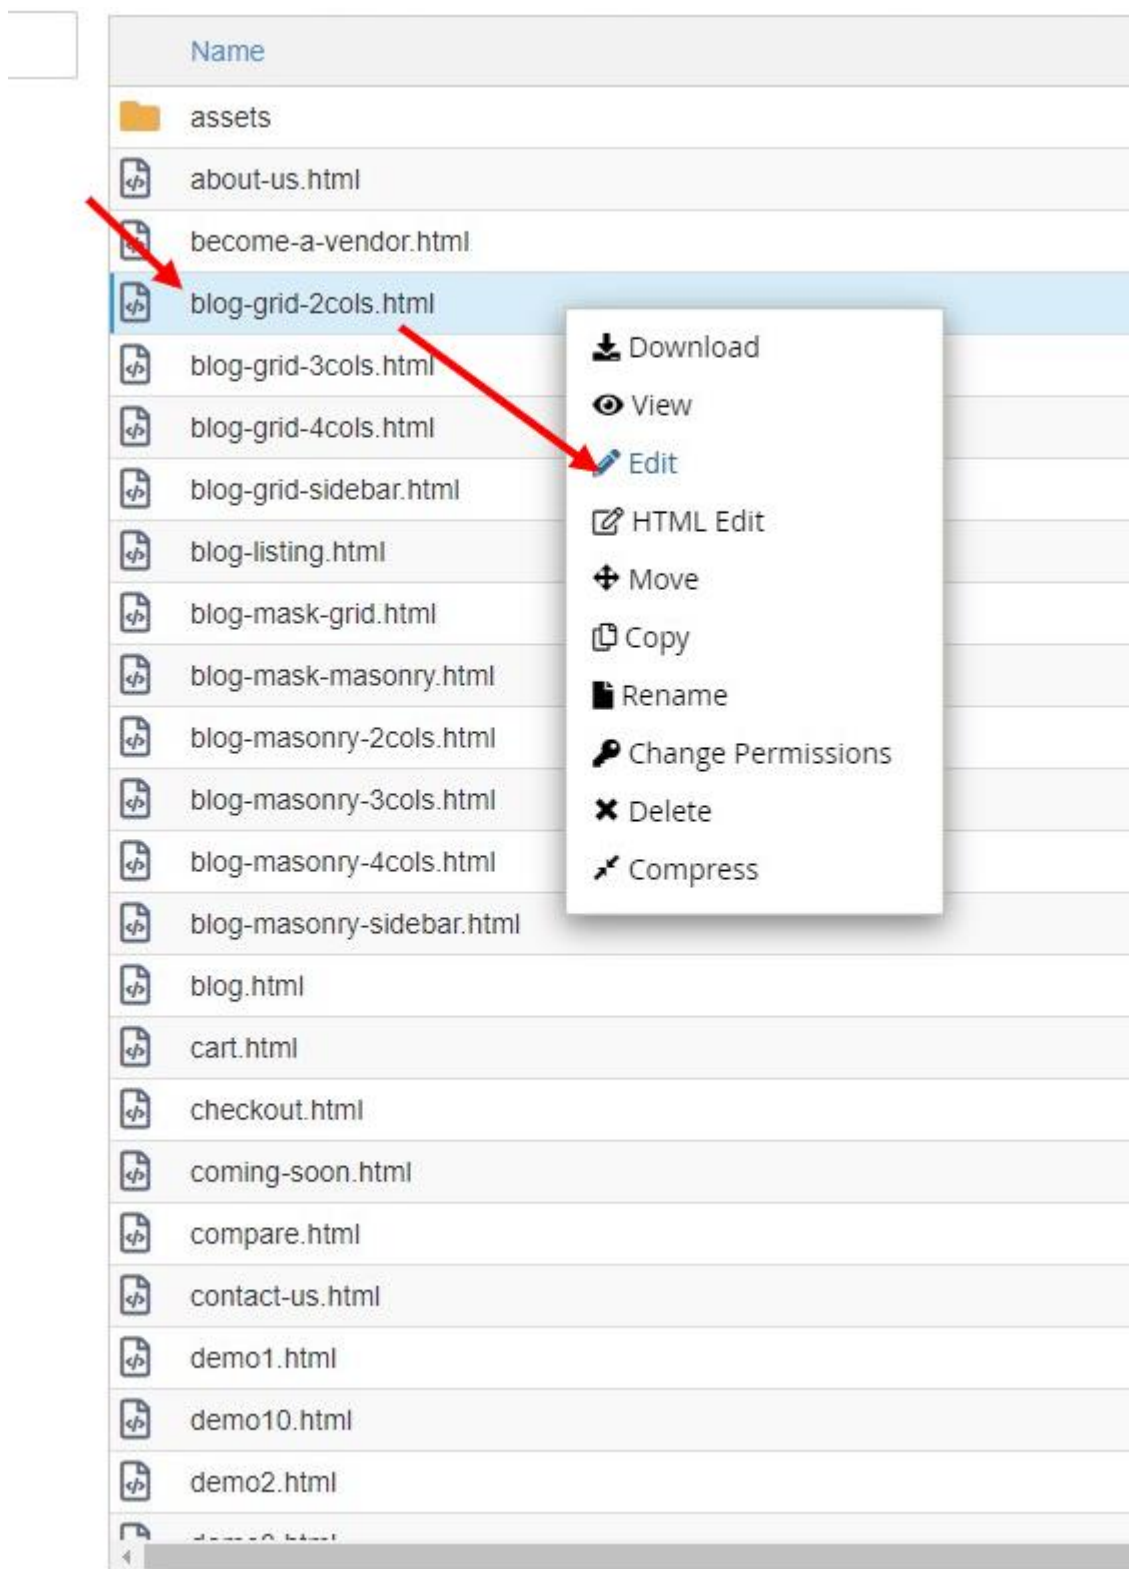 Name
assets
about-us.html
become-a-vendor.html
blog-grid-2cols.html
blog-grid-3cols.html
blog-grid-4cols.html
blog-grid-sidebar.html
blog-listing.html
blog-mask-grid.html
blog-mask-masonry.html
blog-masonry-2cols.html
blog-masonry-3cols.html
blog-masonry-4cols.html
blog-masonry-sidebar.html
blog.html
cart.html
checkout.html
coming-soon.html
compare.html
contact-us.html
demo1.html
demo10.html
demo2.html
Download
View
Edit
HTML Edit
Move
Copy
Rename
Change Permissions
Delete
Compress